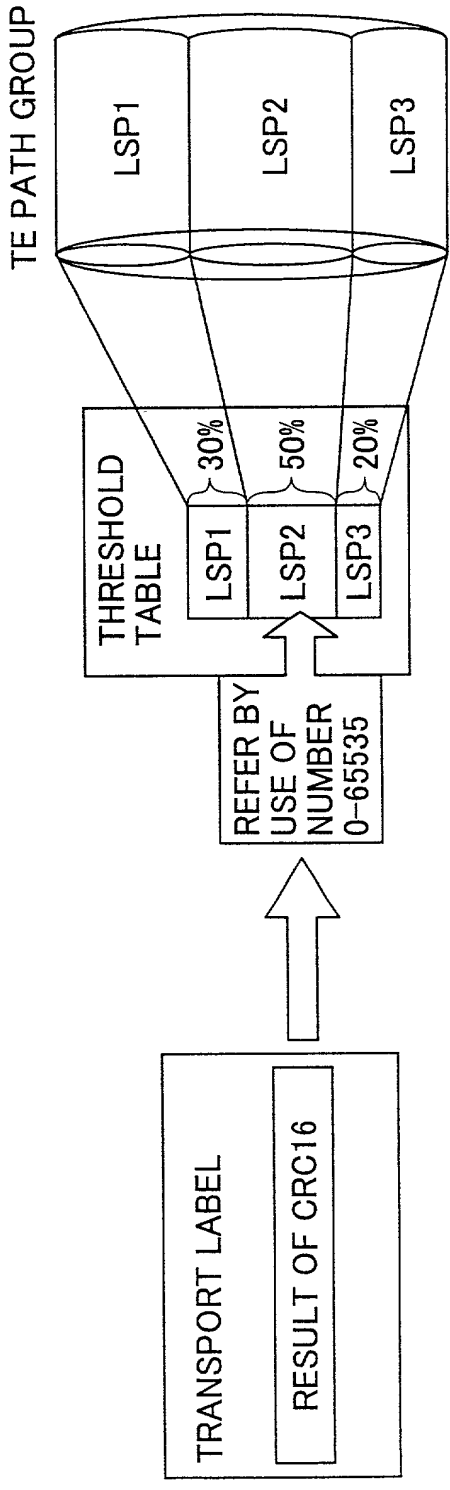 TRANSPORT LABEL
RESULT OF CRC16
REFER BY
USE OF
NUMBER
0-65535
THRESHOLD
TABLE
LSP1
30%
LSP2
50%
LSP3
20%
TE PATH GROUP
LSP1
LSP2
LSP3